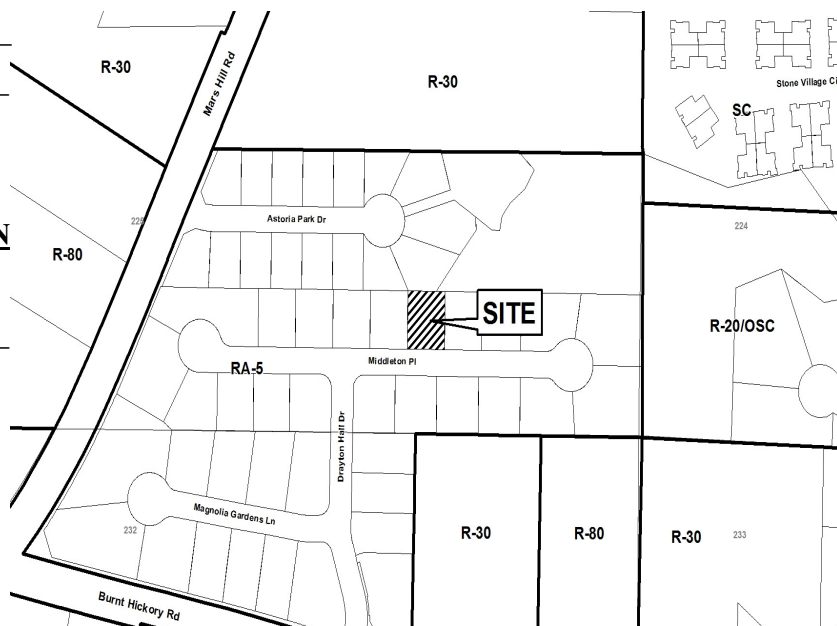 R-30
Mars Hill Rd
R-30
Stone Village Ci
SC
N
R-80
Astoria Park Dr
224
SITE
R-20/OSC
RA-5
Middleton Pl
Drayton Hall Dr
Magnolia Gardens Ln
232
R-30
R-80
R-30
233
Burnt Hickory Rd